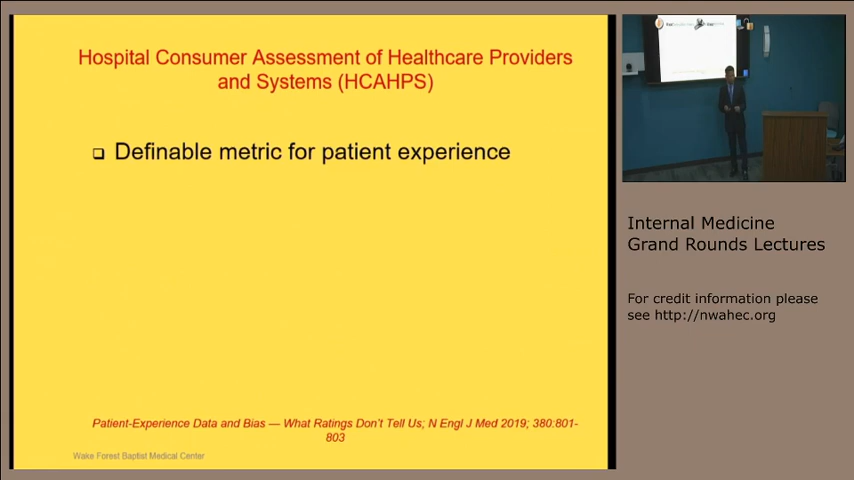 Hospital Consumer Assessment of Healthcare Providers
and Systems (HCAHPS)
❑ Definable metric for patient experience
Patient-Experience Data and Bias — What Ratings Don't Tell Us; N Engl J Med 2019; 380:801-
803
Wake Forest Baptist Medical Center
Internal Medicine
Grand Rounds Lectures
For credit information please
see http://nwahec.org